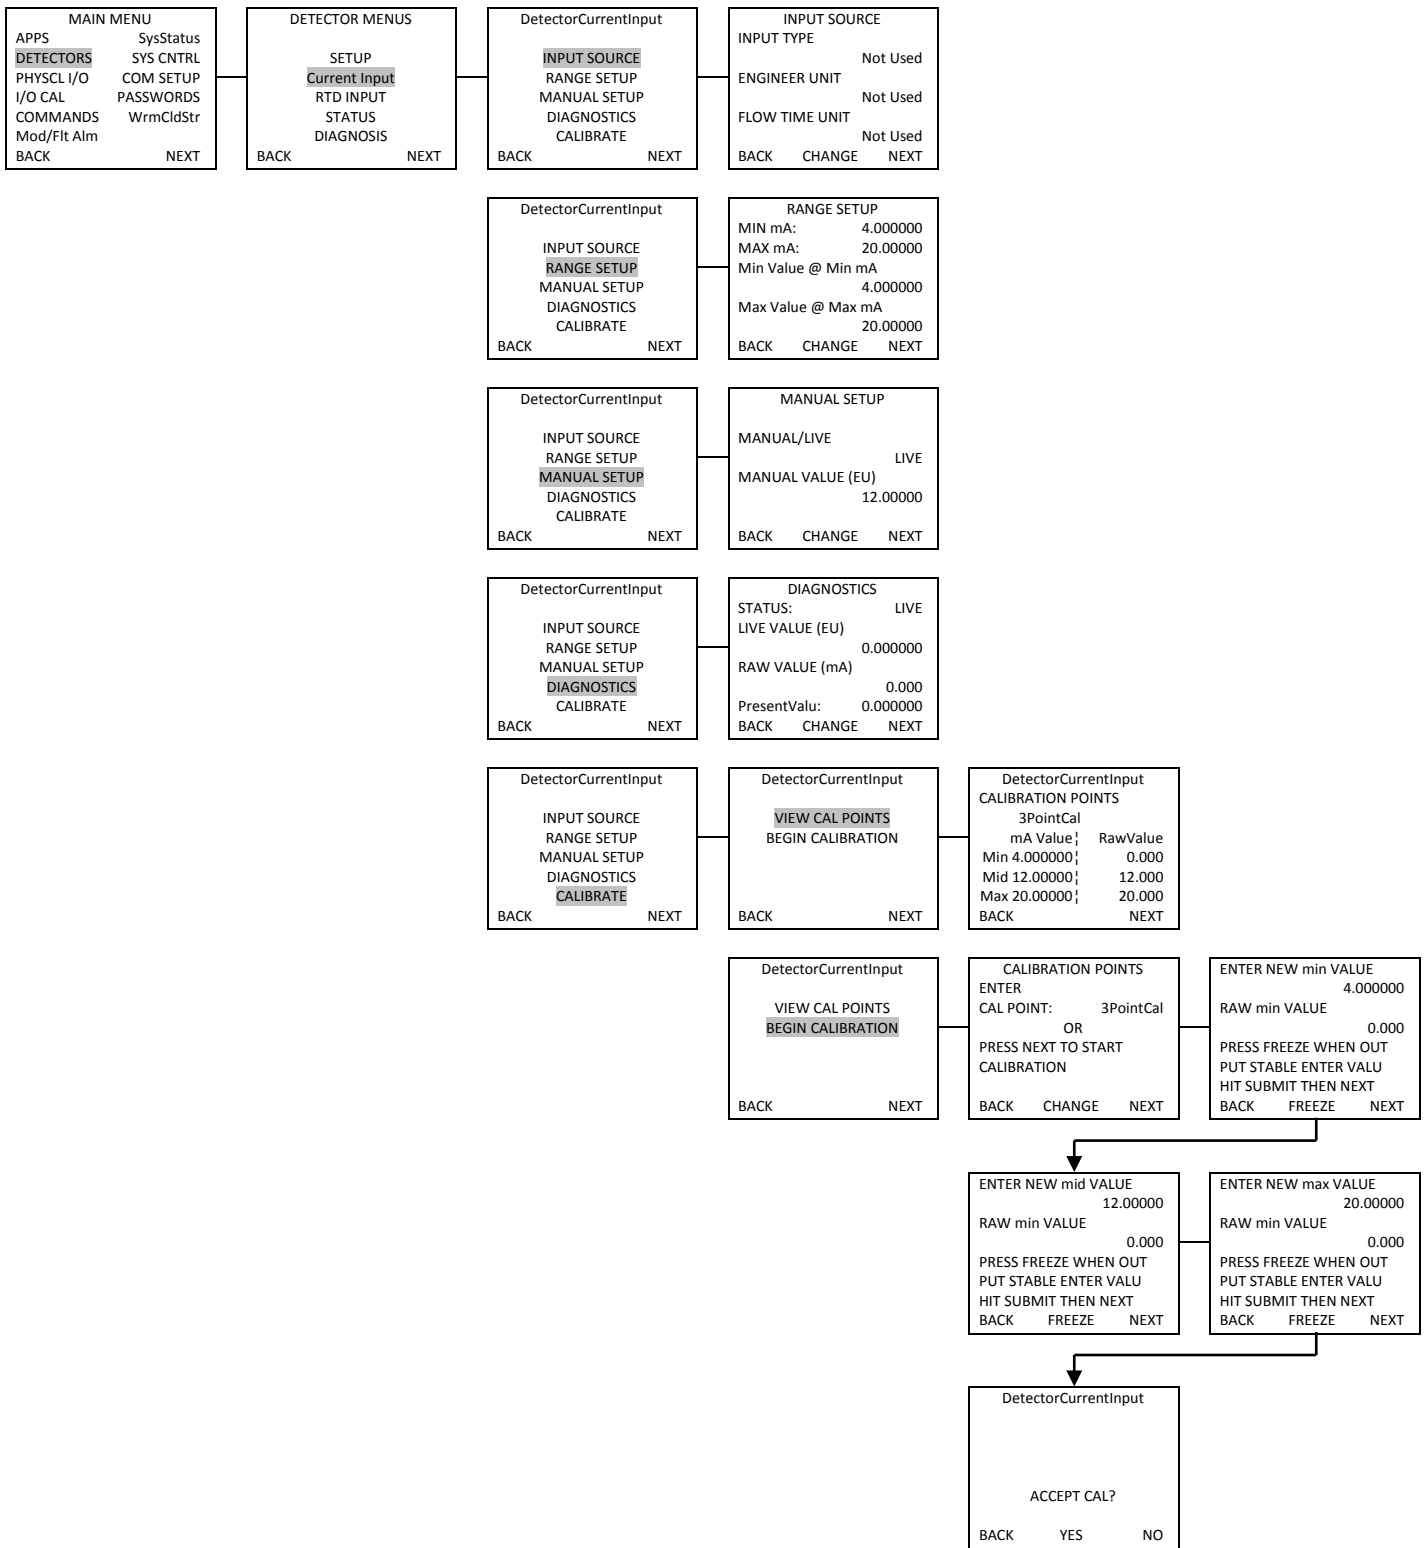 MAIN MENU
APPS SysStatus
DETECTORS SYS CNTRL
PHYSCL I/O COM SETUP
I/O CAL PASSWORDS
COMMANDS WrmCldStr
Mod/Flt Alm
BACK NEXT
DETECTOR MENUS
SETUP
Current Input
RTD INPUT
STATUS
DIAGNOSIS
BACK NEXT
DetectorCurrentInput
INPUT SOURCE
RANGE SETUP
MANUAL SETUP
DIAGNOSTICS
CALIBRATE
BACK NEXT
INPUT SOURCE
INPUT TYPE
Not Used
ENGINEER UNIT
Not Used
FLOW TIME UNIT
Not Used
BACK CHANGE NEXT
DetectorCurrentInput
INPUT SOURCE
RANGE SETUP
MANUAL SETUP
DIAGNOSTICS
CALIBRATE
BACK NEXT
RANGE SETUP
MIN mA: 4.000000
MAX mA: 20.00000
Min Value @ Min mA
4.000000
Max Value @ Max mA
20.00000
BACK CHANGE NEXT
DetectorCurrentInput
INPUT SOURCE
RANGE SETUP
MANUAL SETUP
DIAGNOSTICS
CALIBRATE
BACK NEXT
MANUAL SETUP
MANUAL/LIVE
LIVE
MANUAL VALUE (EU)
12.00000
BACK CHANGE NEXT
DetectorCurrentInput
INPUT SOURCE
RANGE SETUP
MANUAL SETUP
DIAGNOSTICS
CALIBRATE
BACK NEXT
DIAGNOSTICS
STATUS: LIVE
LIVE VALUE (EU)
0.000000
RAW VALUE (mA)
0.000
PresentValu: 0.000000
BACK CHANGE NEXT
DetectorCurrentInput
INPUT SOURCE
RANGE SETUP
MANUAL SETUP
DIAGNOSTICS
CALIBRATE
BACK NEXT
DetectorCurrentInput
VIEW CAL POINTS
BEGIN CALIBRATION
BACK NEXT
DetectorCurrentInput
CALIBRATION POINTS
3PointCal
mA Value¦ RawValue
Min 4.000000¦ 0.000
Mid 12.00000¦ 12.000
Max 20.00000¦ 20.000
BACK NEXT
DetectorCurrentInput
VIEW CAL POINTS
BEGIN CALIBRATION
BACK NEXT
CALIBRATION POINTS
ENTER
CAL POINT: 3PointCal
OR
PRESS NEXT TO START
CALIBRATION
BACK CHANGE NEXT
ENTER NEW min VALUE
4.000000
RAW min VALUE
0.000
PRESS FREEZE WHEN OUT
PUT STABLE ENTER VALU
HIT SUBMIT THEN NEXT
BACK FREEZE NEXT
ENTER NEW mid VALUE
12.00000
RAW min VALUE
0.000
PRESS FREEZE WHEN OUT
PUT STABLE ENTER VALU
HIT SUBMIT THEN NEXT
BACK FREEZE NEXT
ENTER NEW max VALUE
20.00000
RAW min VALUE
0.000
PRESS FREEZE WHEN OUT
PUT STABLE ENTER VALU
HIT SUBMIT THEN NEXT
BACK FREEZE NEXT
DetectorCurrentInput
ACCEPT CAL?
BACK YES NO